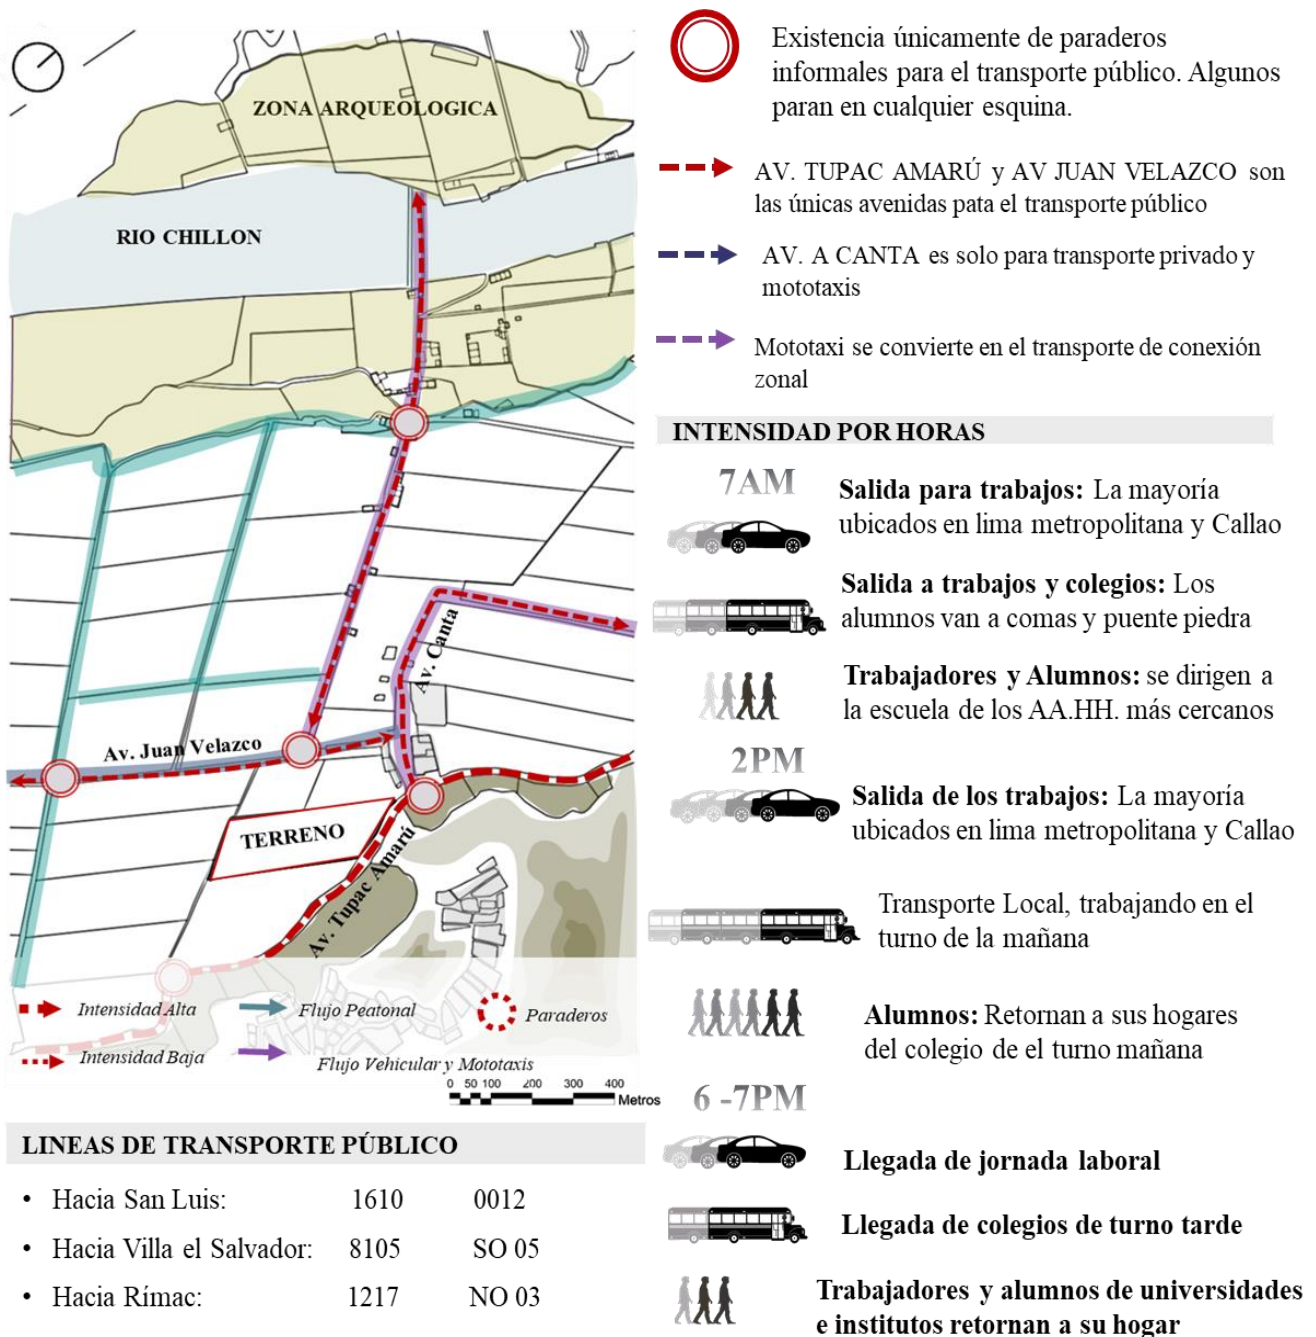 ZONA ARQUEOLOGICA
RIO CHILLON
Av. Canta
Av. Juan Velazco
TERRENO
Av. Tupac Amarú
Intensidad Alta
Flujo Peatonal
Paraderos
Intensidad Baja
Flujo Vehicular y Mototaxis
0 50 100 200 300 400
Metros
LINEAS DE TRANSPORTE PÚBLICO
• Hacia San Luis: 1610 0012
• Hacia Villa el Salvador: 8105 SO 05
• Hacia Rímac: 1217 NO 03
Existencia únicamente de paraderos
informales para el transporte público. Algunos
paran en cualquier esquina.
AV. TUPAC AMARÚ y AV JUAN VELAZCO son
las únicas avenidas pata el transporte público
AV. A CANTA es solo para transporte privado y
mototaxis
Mototaxi se convierte en el transporte de conexión
zonal
INTENSIDAD POR HORAS
7AM
Salida para trabajos: La mayoría
ubicados en lima metropolitana y Callao
Salida a trabajos y colegios: Los
alumnos van a comas y puente piedra
Trabajadores y Alumnos: se dirigen a
la escuela de los AA.HH. más cercanos
2PM
Salida de los trabajos: La mayoría
ubicados en lima metropolitana y Callao
Transporte Local, trabajando en el
turno de la mañana
Alumnos: Retornan a sus hogares
del colegio de el turno mañana
6 -7PM
Llegada de jornada laboral
Llegada de colegios de turno tarde
Trabajadores y alumnos de universidades
e institutos retornan a su hogar